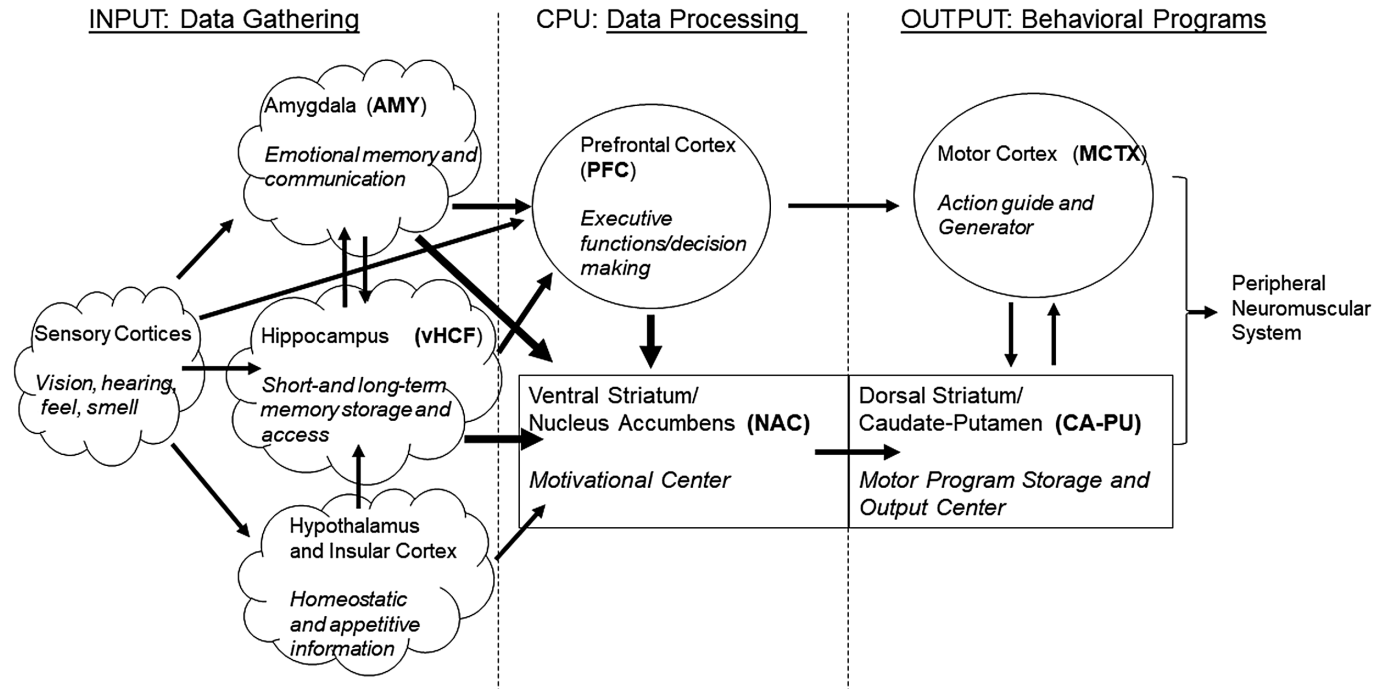 INPUT: Data Gathering
CPU: Data Processing
OUTPUT: Behavioral Programs
Amygdala (AMY)
Emotional memory and
communication
Sensory Cortices
Vision, hearing,
feel, smell
Hippocampus (vHCF)
Short-and long-term
memory storage and
access
Hypothalamus
and Insular Cortex
Homeostatic
and appetitive
information
Prefrontal Cortex
(PFC)
Executive
functions/decision
making
Ventral Striatum/
Nucleus Accumbens (NAC)
Motivational Center
Motor Cortex (MCTX)
Action guide and
Generator
Dorsal Striatum/
Caudate-Putamen (CA-PU)
Motor Program Storage and
Output Center
Peripheral
Neuromuscular
System